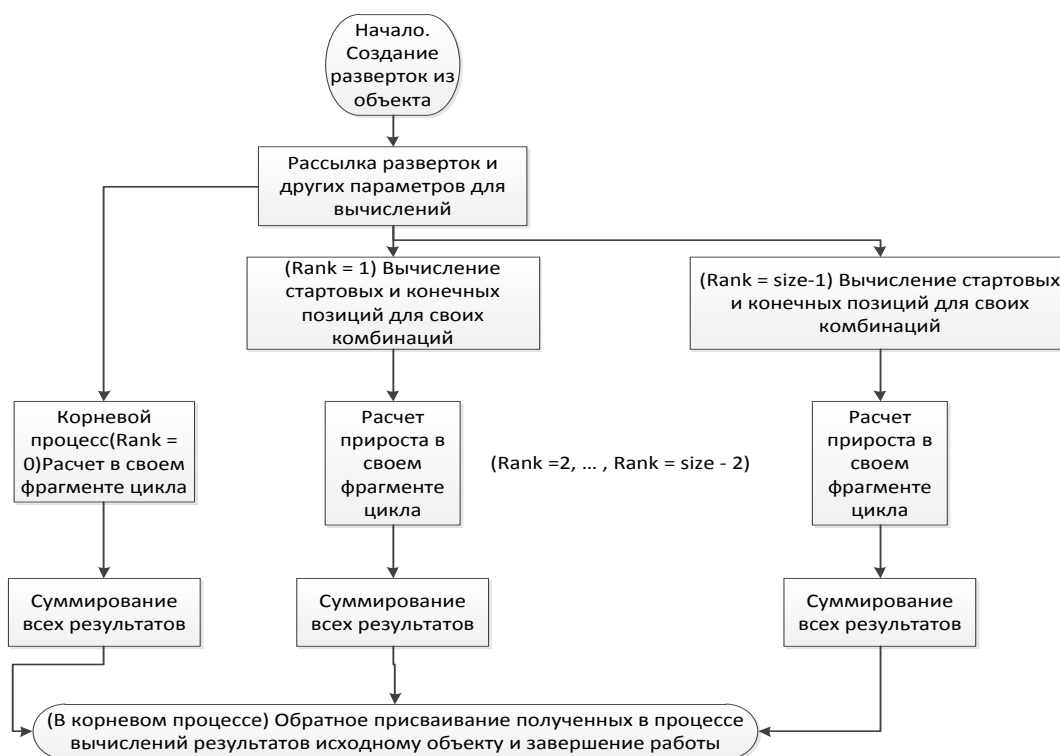 Начало.
Создание
разверток из
объекта
Рассылка разверток и
других параметров для
вычислений
(Rank = 1) Вычисление
стартовых и конечных
позиций для своих
комбинаций
(Rank = size-1) Вычисление стартовых
и конечных позиций для своих
комбинаций
Корневой
процесс(Rank =
0)Расчет в своем
фрагменте цикла
Расчет
прироста в
своем
фрагменте
цикла
(Rank =2, ... , Rank = size - 2)
Расчет
прироста в
своем
фрагменте
цикла
Суммирование
всех результатов
Суммирование
всех результатов
Суммирование
всех результатов
(В корневом процессе) Обратное присваивание полученных в процессе
вычислений результатов исходному объекту и завершение работы